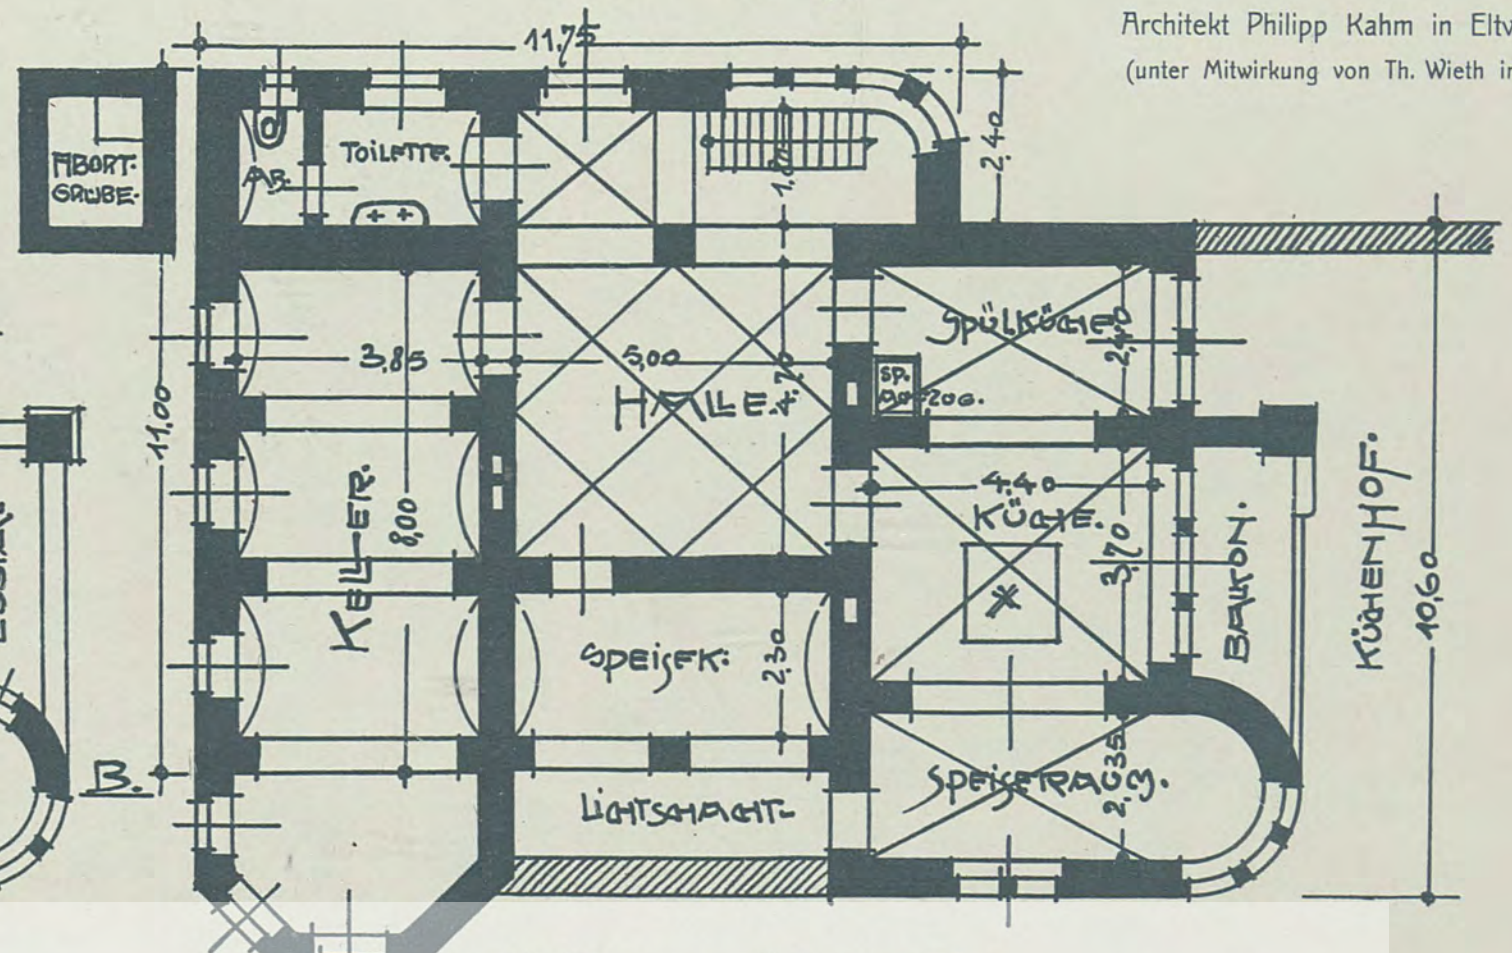 Architekt Philipp Kahm in
(unter Mitwirkung von Th. Wieth
11,75
2,40
ABORT-
GRUBE.
AB.
TOILETTE.
1,80
11,00
3,85
5,00
HALLE.
4,70
SPÜLKÜCHE
2,40
SP.
AUFZUG.
KELLER.
8,00
4.40
KÜCHE.
3,70
BALKON.
KÜCHENHOF.
10,60
SPEISEK.
2,30
B.
LICHTSCHACHT-
SPEISERAUM.
2,35